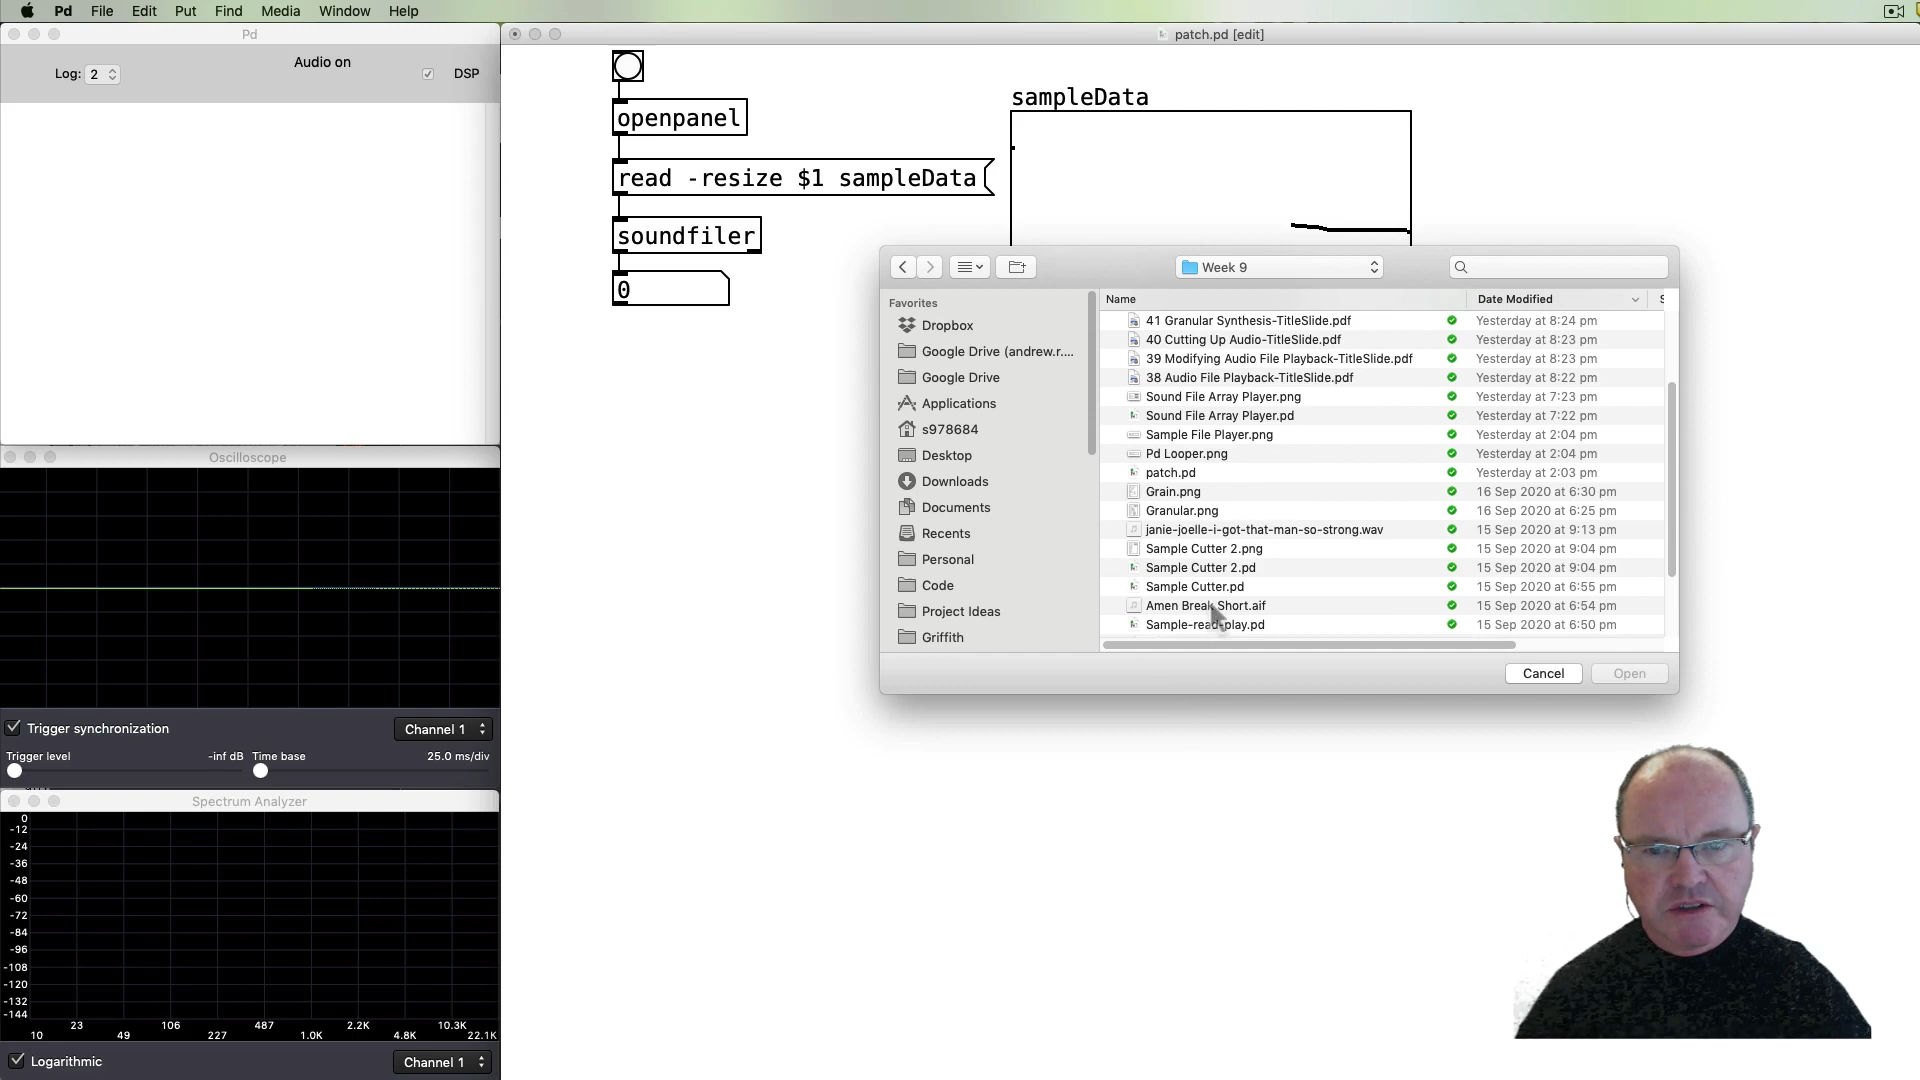 Pd File Edit Put Find Media Window Help
Pd
Log: 2
Audio on
DSP
patch.pd [edit]
openpanel
read -resize $1 sampleData
soundfiler
0
sampleData
Week 9
Favorites
Dropbox
Google Drive (andrew.r....
Google Drive
Applications
s978684
Desktop
Downloads
Documents
Recents
Personal
Code
Project Ideas
Griffith
Name Date Modified S
41 Granular Synthesis-TitleSlide.pdf Yesterday at 8:24 pm
40 Cutting Up Audio-TitleSlide.pdf Yesterday at 8:23 pm
39 Modifying Audio File Playback-TitleSlide.pdf Yesterday at 8:23 pm
38 Audio File Playback-TitleSlide.pdf Yesterday at 8:22 pm
Sound File Array Player.png Yesterday at 7:23 pm
Sound File Array Player.pd Yesterday at 7:22 pm
Sample File Player.png Yesterday at 2:04 pm
Pd Looper.png Yesterday at 2:04 pm
patch.pd Yesterday at 2:03 pm
Grain.png 16 Sep 2020 at 6:30 pm
Granular.png 16 Sep 2020 at 6:25 pm
janie-joelle-i-got-that-man-so-strong.wav 15 Sep 2020 at 9:13 pm
Sample Cutter 2.png 15 Sep 2020 at 9:04 pm
Sample Cutter 2.pd 15 Sep 2020 at 9:04 pm
Sample Cutter.pd 15 Sep 2020 at 6:55 pm
Amen Break Short.aif 15 Sep 2020 at 6:54 pm
Sample-read-play.pd 15 Sep 2020 at 6:50 pm
Cancel Open
Oscilloscope
Trigger synchronization Channel 1
Trigger level -inf dB Time base 25.0 ms/div
Spectrum Analyzer
0
-12
-24
-36
-48
-60
-72
-84
-96
-108
-120
-132
-144
23 106 487 2.2K 10.3K
10 49 227 1.0K 4.8K 22.1K
Logarithmic Channel 1